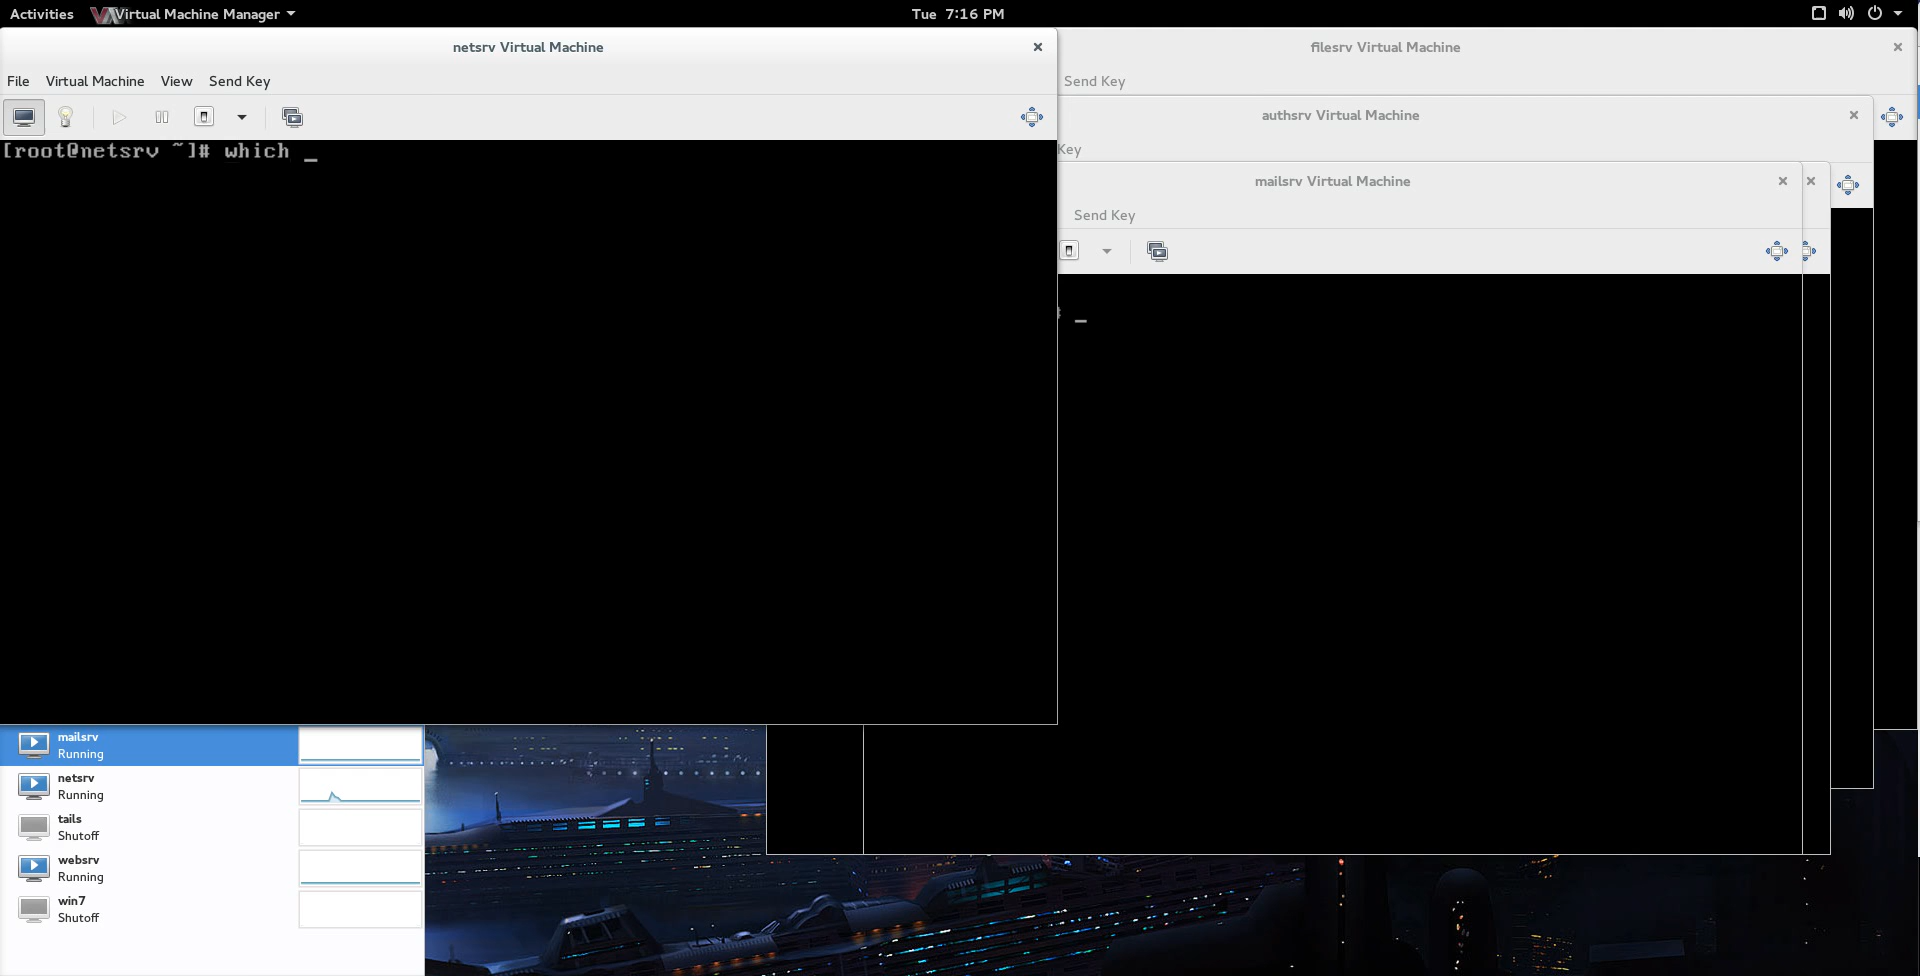 Activities Virtual Machine Manager Tue 7:16 PM
netsrv Virtual Machine
File Virtual Machine View Send Key
[root@netsrv ~]# which _
filesrv Virtual Machine
Send Key
authsrv Virtual Machine
Key
mailsrv Virtual Machine
Send Key
_
mailsrv
Running
netsrv
Running
tails
Shutoff
websrv
Running
win7
Shutoff